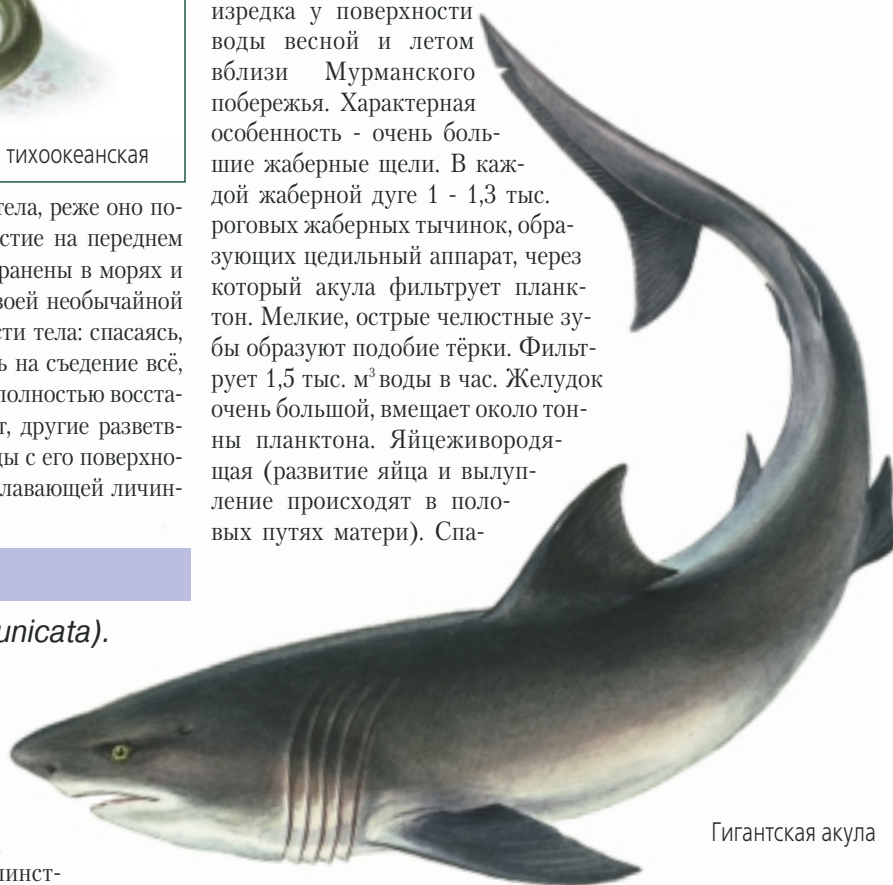 тихоокеанская
тела, реже оно по-
стие на переднем
ранены в морях и
воей необычайной
сти тела: спасаясь,
ь на съедение всё,
полностью восста-
т, другие разветв-
ды с его поверхно-
лавающей личин-
unicata).
линст-
изредка у поверхности
воды весной и летом
вблизи Мурманского
побережья. Характерная
особенность - очень боль-
шие жаберные щели. В каж-
дой жаберной дуге 1 - 1,3 тыс.
роговых жаберных тычинок, обра-
зующих цедильный аппарат, через
который акула фильтрует планк-
тон. Мелкие, острые челюстные зу-
бы образуют подобие тёрки. Фильт-
рует 1,5 тыс. м³ воды в час. Желудок
очень большой, вмещает около тон-
ны планктона. Яйцеживородя-
щая (развитие яйца и вылуп-
ление происходят в поло-
вых путях матери). Спа-
Гигантская акула